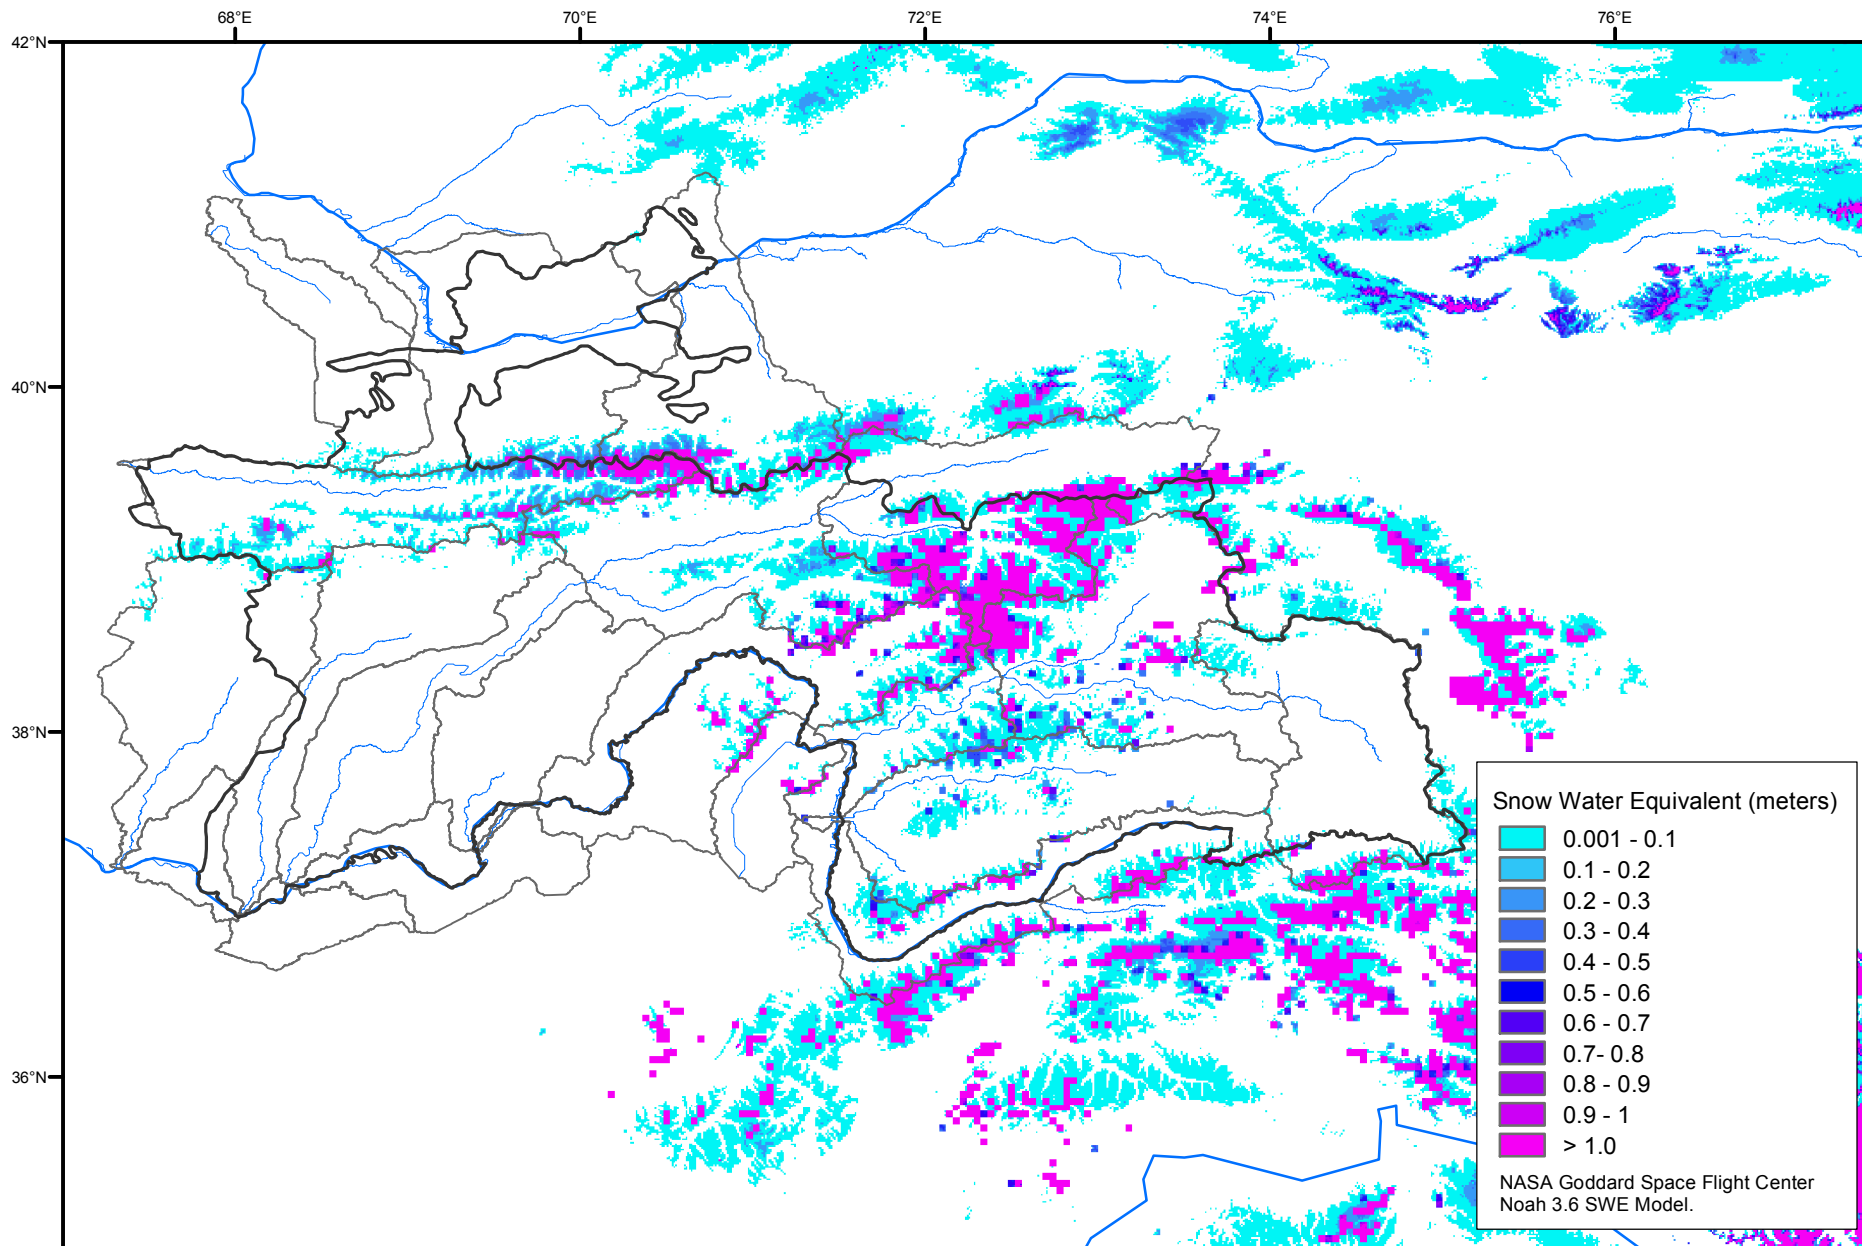 68°E 70°E 72°E 74°E 76°E
42°N
40°N
38°N
36°N
Snow Water Equivalent (meters)
0.001 - 0.1
0.1 - 0.2
0.2 - 0.3
0.3 - 0.4
0.4 - 0.5
0.5 - 0.6
0.6 - 0.7
0.7- 0.8
0.8 - 0.9
0.9 - 1
> 1.0
NASA Goddard Space Flight Center
Noah 3.6 SWE Model.